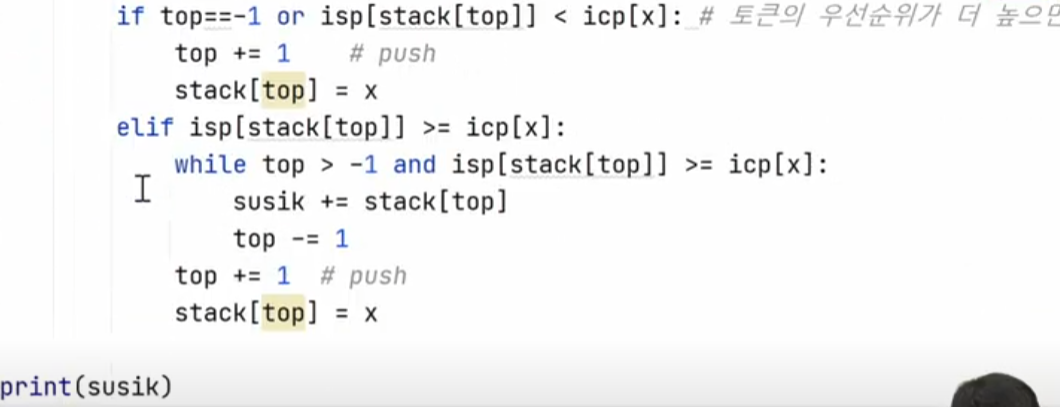 if top==-1 or isp[stack[top]] < icp[x]: # 토큰의 우선순위가 더 높으면
top += 1 # push
stack[top] = x
elif isp[stack[top]] >= icp[x]:
while top > -1 and isp[stack[top]] >= icp[x]:
susik += stack[top]
top -= 1
top += 1 # push
stack[top] = x
print(susik)